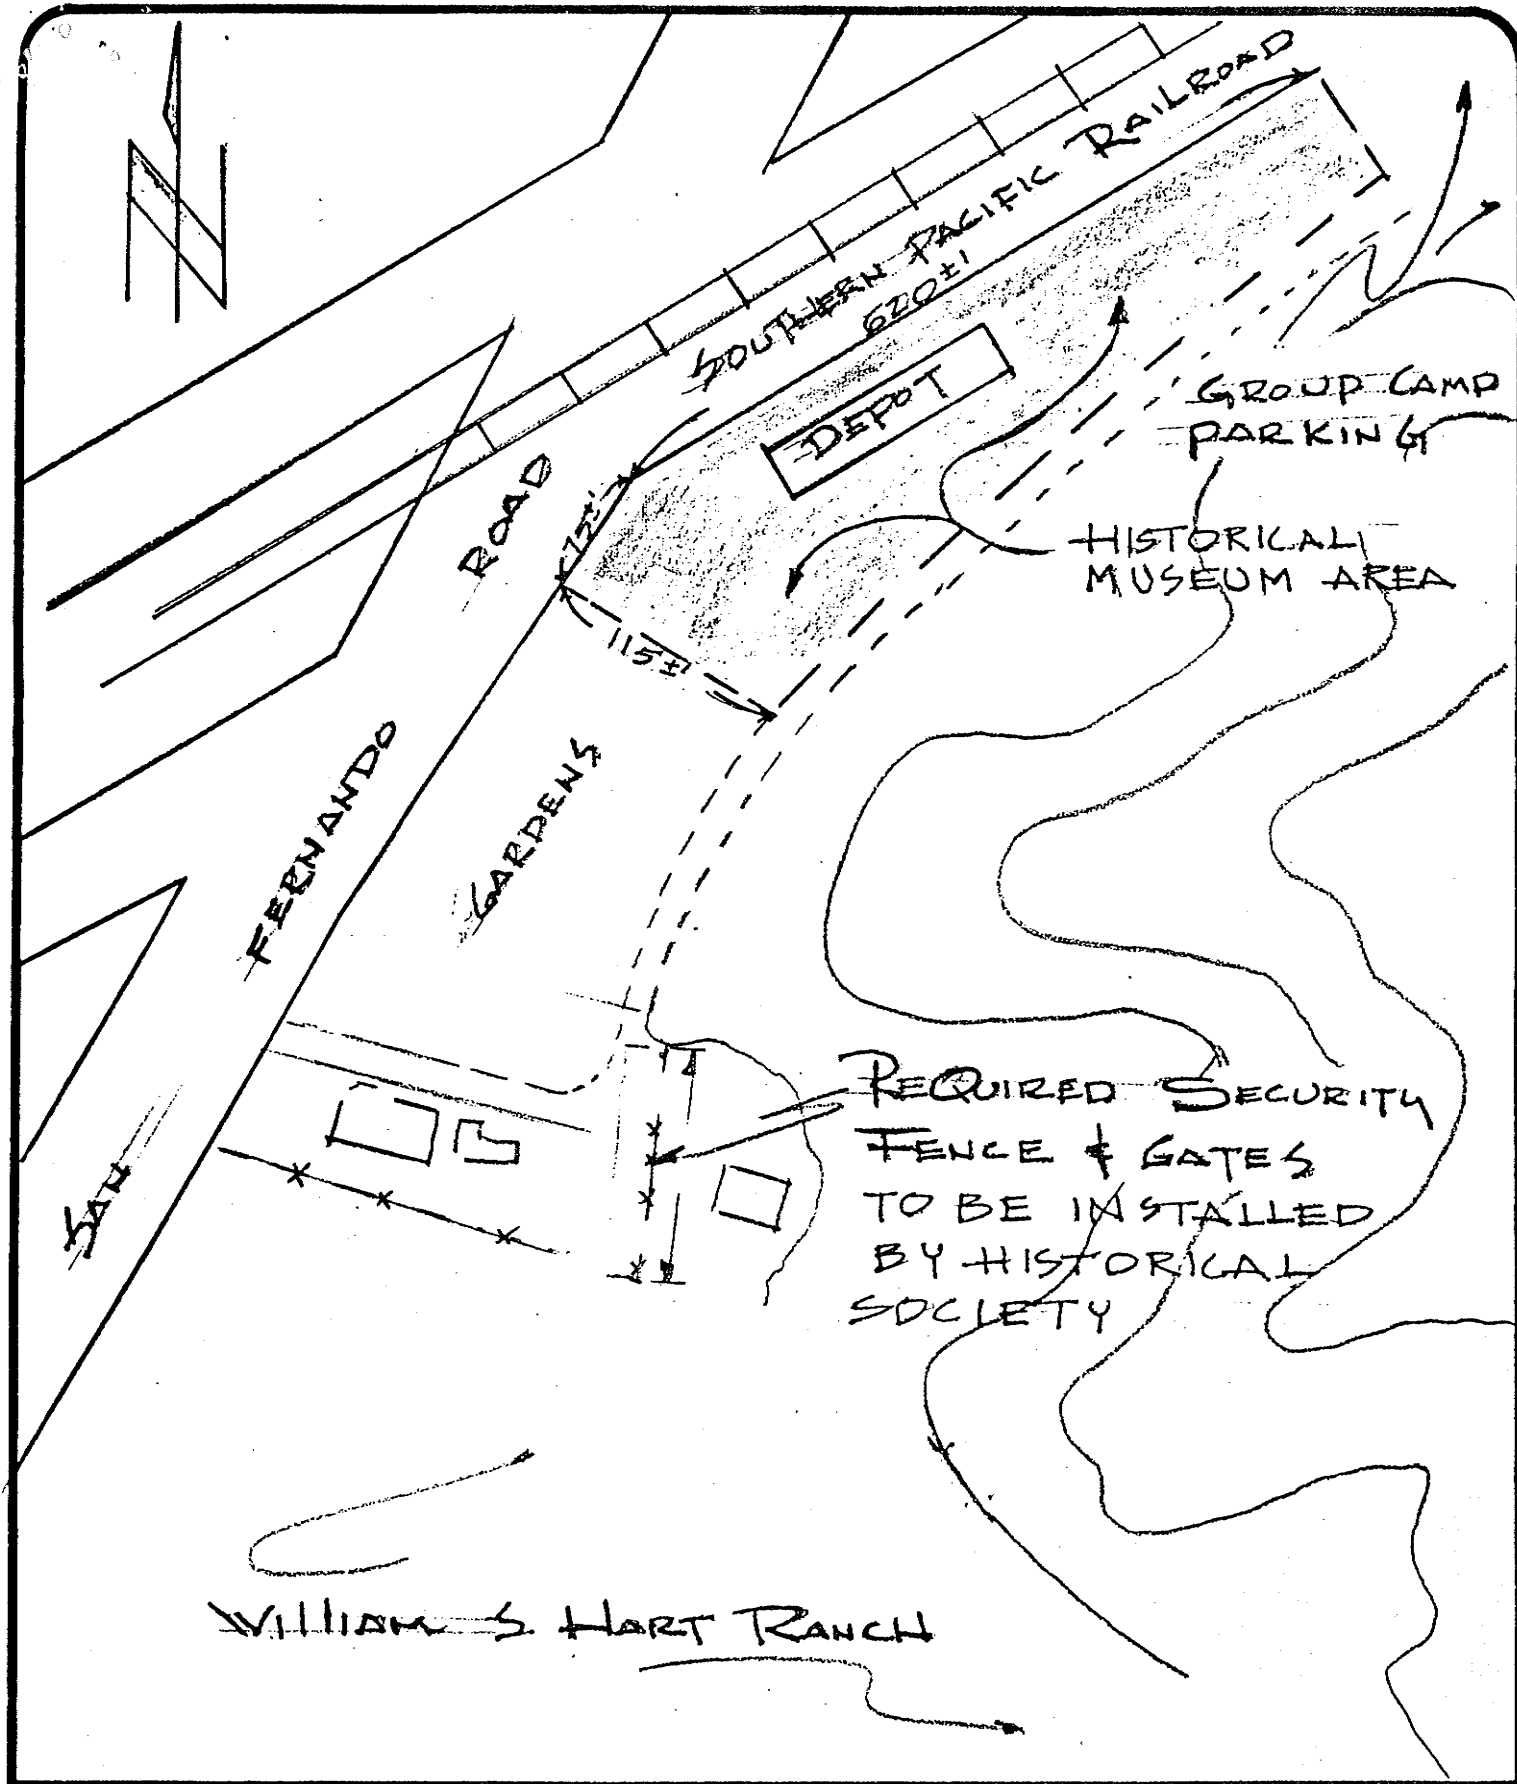 N
SOUTHERN PACIFIC RAILROAD
620±'
DEPOT
GROUP CAMP
PARKING
ROAD
75±'
HISTORICAL
MUSEUM AREA
115±
FERNANDO
GARDENS
REQUIRED SECURITY
FENCE & GATES
TO BE INSTALLED
BY HISTORICAL
SOCIETY
SAN
WILLIAM S. HART RANCH